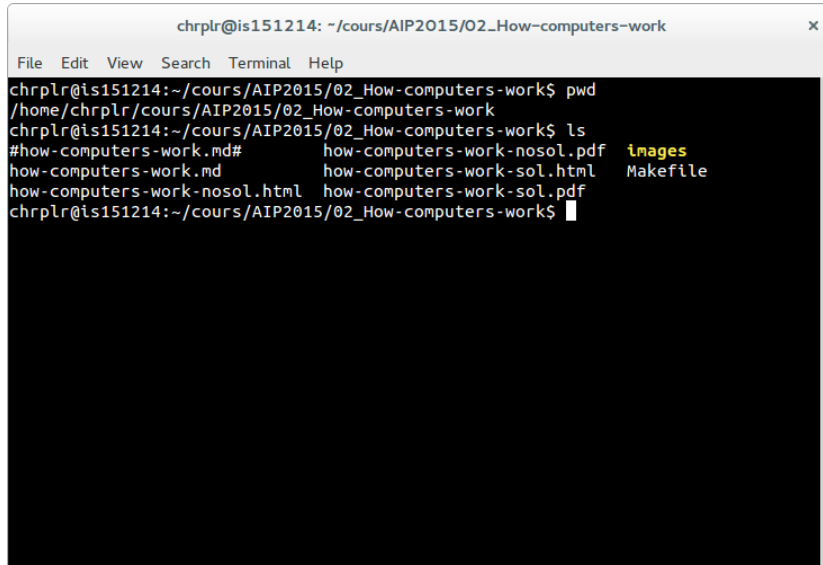 chrplr@is151214: ~/cours/AIP2015/02_How-computers-work ×
File Edit View Search Terminal Help
chrplr@is151214:~/cours/AIP2015/02_How-computers-work$ pwd
/home/chrplr/cours/AIP2015/02_How-computers-work
chrplr@is151214:~/cours/AIP2015/02_How-computers-work$ ls
#how-computers-work.md# how-computers-work-nosol.pdf images
how-computers-work.md how-computers-work-sol.html Makefile
how-computers-work-nosol.html how-computers-work-sol.pdf
chrplr@is151214:~/cours/AIP2015/02_How-computers-work$